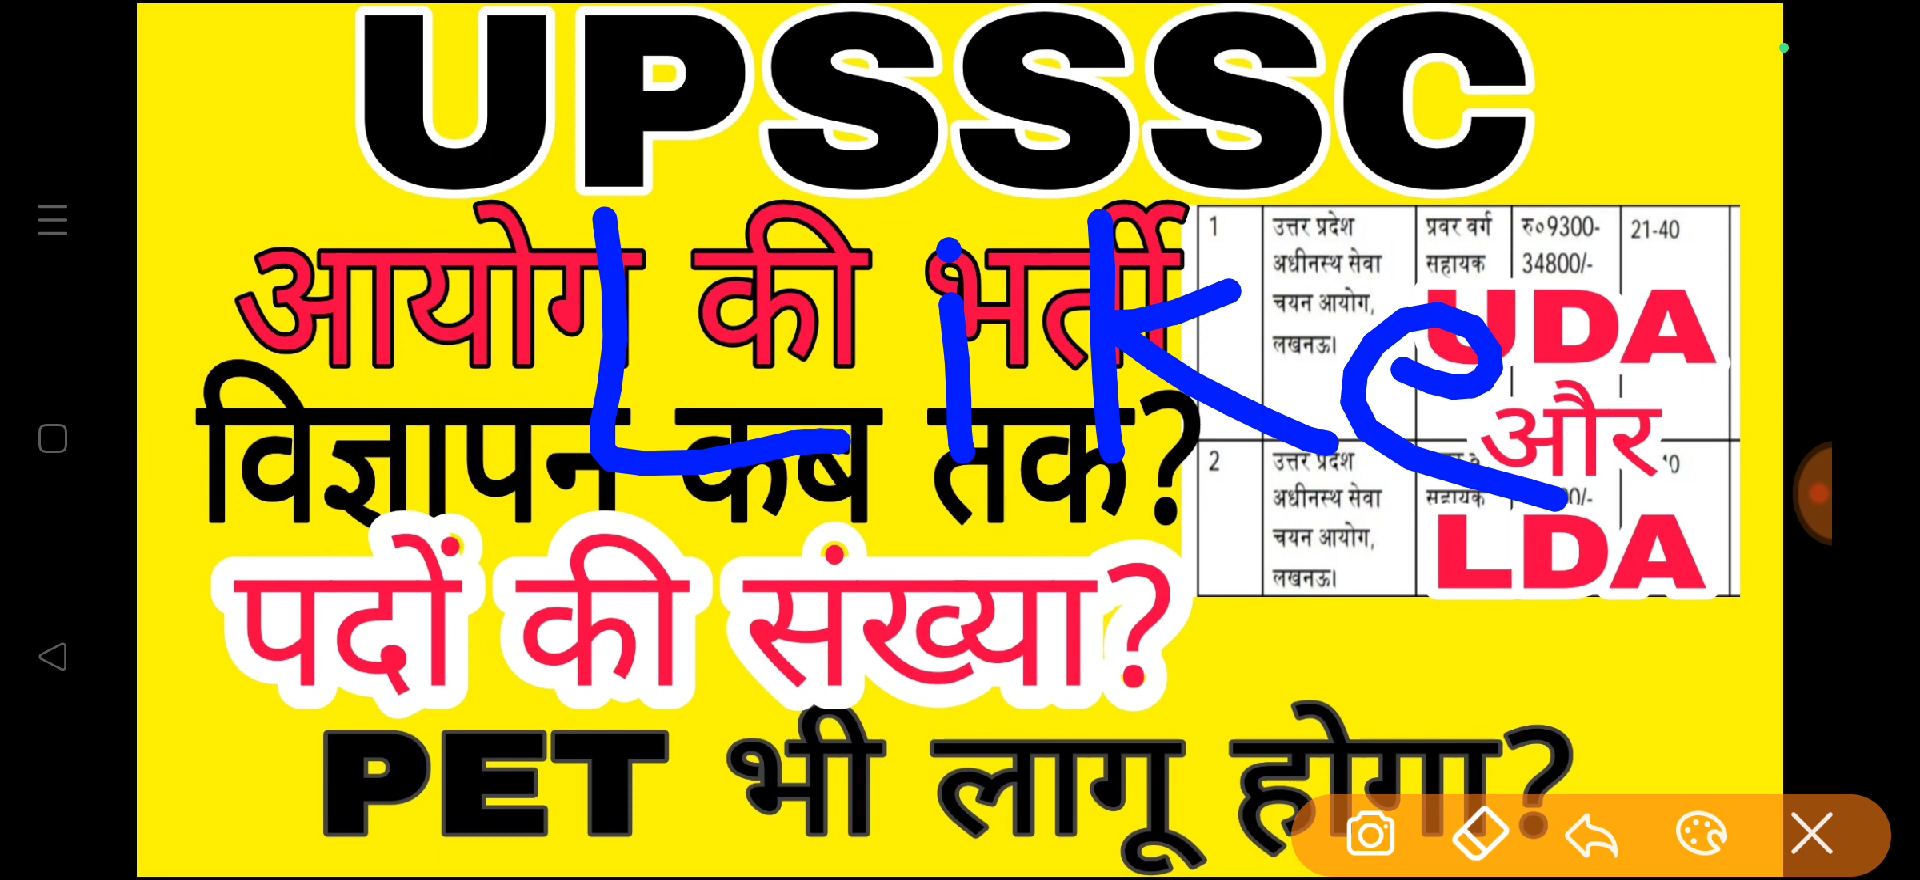 UPSSSC
आयोग की भर्ती
विज्ञापन कब तक?
पदों की संख्या?
PET भी लागू होगा?
Like
1 उत्तर प्रदेश अधीनस्थ सेवा चयन आयोग, लखनऊ। प्रवर वर्ग सहायक रु०9300-34800/- 21-40
UDA
और
2 उत्तर प्रदेश अधीनस्थ सेवा चयन आयोग, लखनऊ। सहायक
LDA